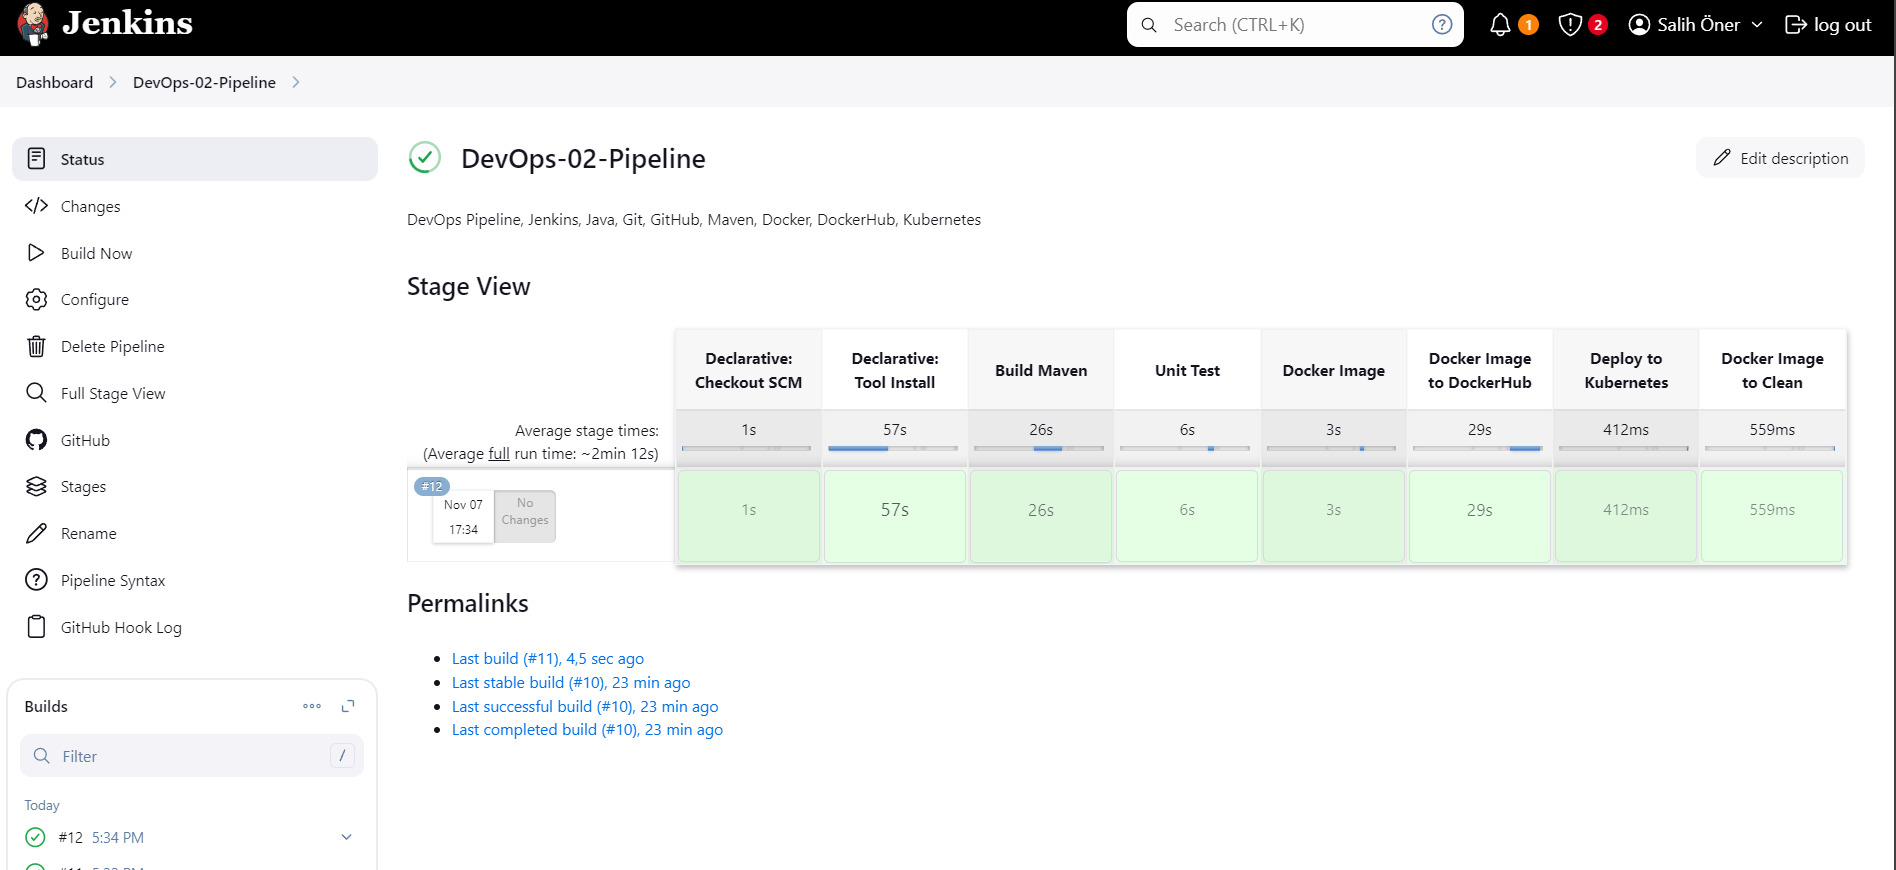 Jenkins
Search (CTRL+K)
?
1
2
Salih Öner
log out
Dashboard
DevOps-02-Pipeline
Status
Changes
Build Now
Configure
Delete Pipeline
Full Stage View
GitHub
Stages
Rename
? Pipeline Syntax
GitHub Hook Log
Builds
Filter
/
Today
#12 5:34 PM
DevOps-02-Pipeline
Edit description
DevOps Pipeline, Jenkins, Java, Git, GitHub, Maven, Docker, DockerHub, Kubernetes
Stage View
Declarative:
Checkout SCM
Declarative:
Tool Install
Build Maven
Unit Test
Docker Image
Docker Image
to DockerHub
Deploy to
Kubernetes
Docker Image
to Clean
Average stage times:
(Average full run time: ~2min 12s)
1s
57s
26s
6s
3s
29s
412ms
559ms
#12
Nov 07
17:34
No
Changes
1s
57s
26s
6s
3s
29s
412ms
559ms
Permalinks
Last build (#11), 4,5 sec ago
Last stable build (#10), 23 min ago
Last successful build (#10), 23 min ago
Last completed build (#10), 23 min ago